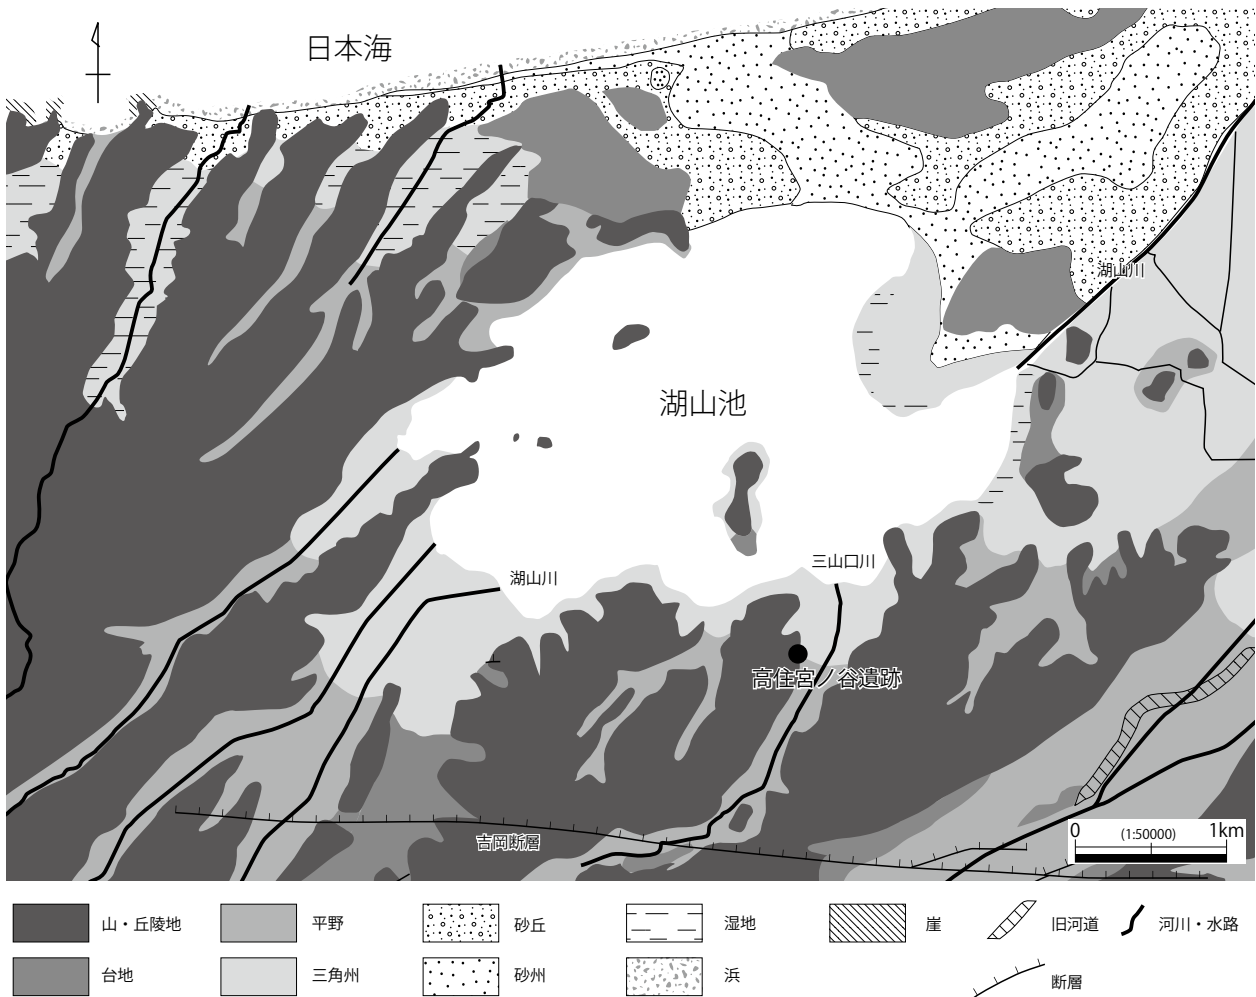 日本海
湖山川
湖山池
三山口川
湖山川
高住宮ノ谷遺跡
吉岡断層
0 (1:50000) 1km
山・丘陵地 平野 砂丘 湿地 崖 旧河道 河川・水路
台地 三角州 砂州 浜 断層